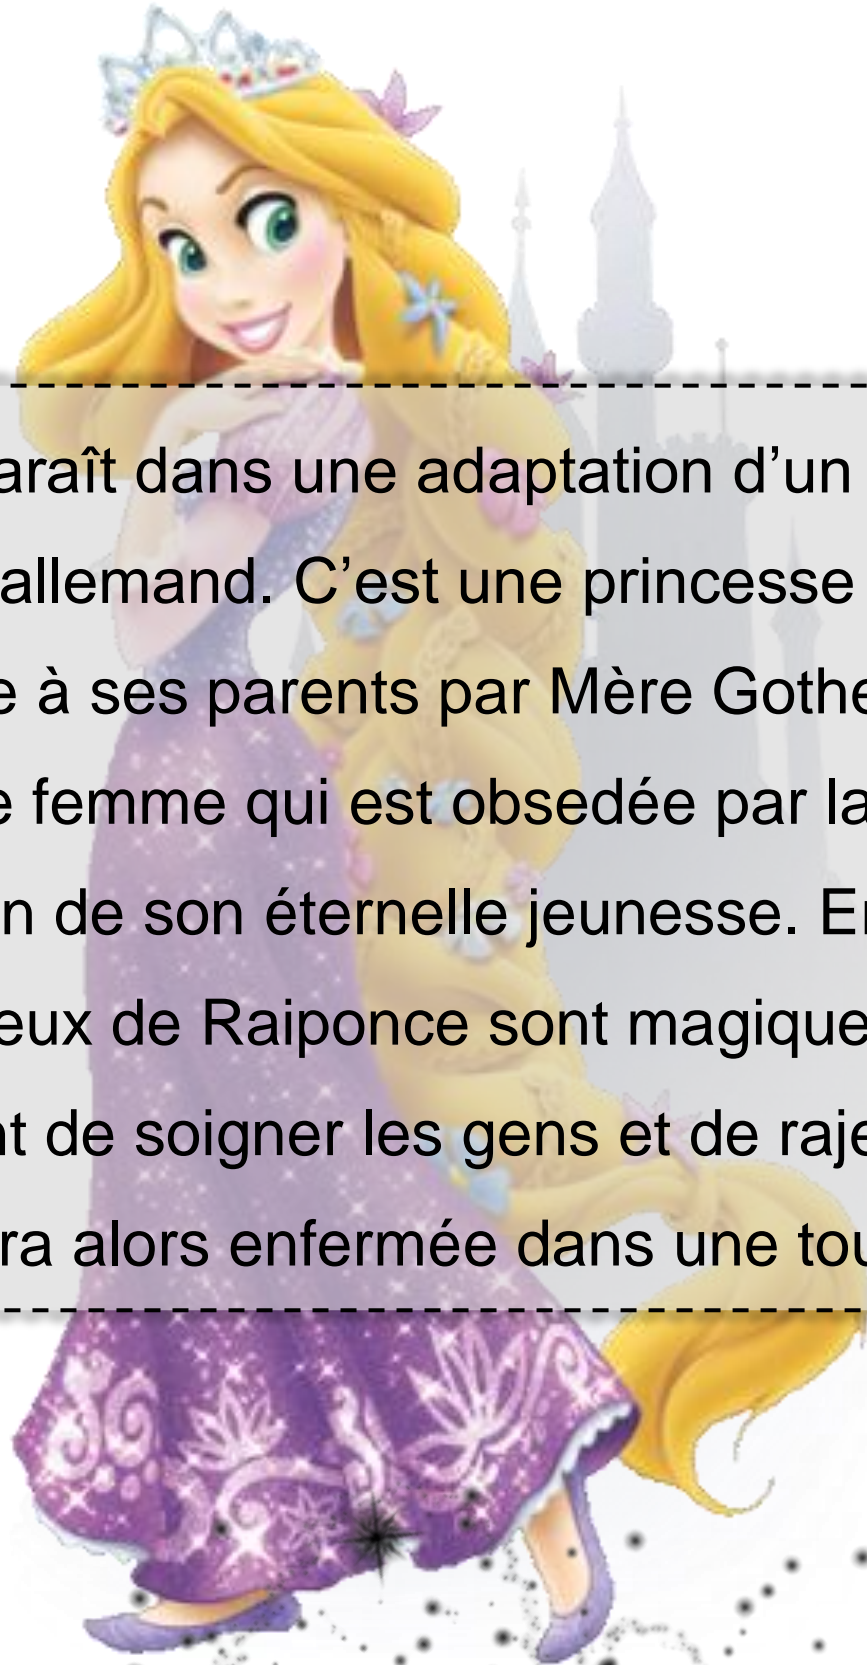 araît dans une adaptation d’un
allemand. C’est une princesse
e à ses parents par Mère Gothe
e femme qui est obsedée par la
n de son éternelle jeunesse. En
eux de Raiponce sont magique
nt de soigner les gens et de raje
ra alors enfermée dans une tou